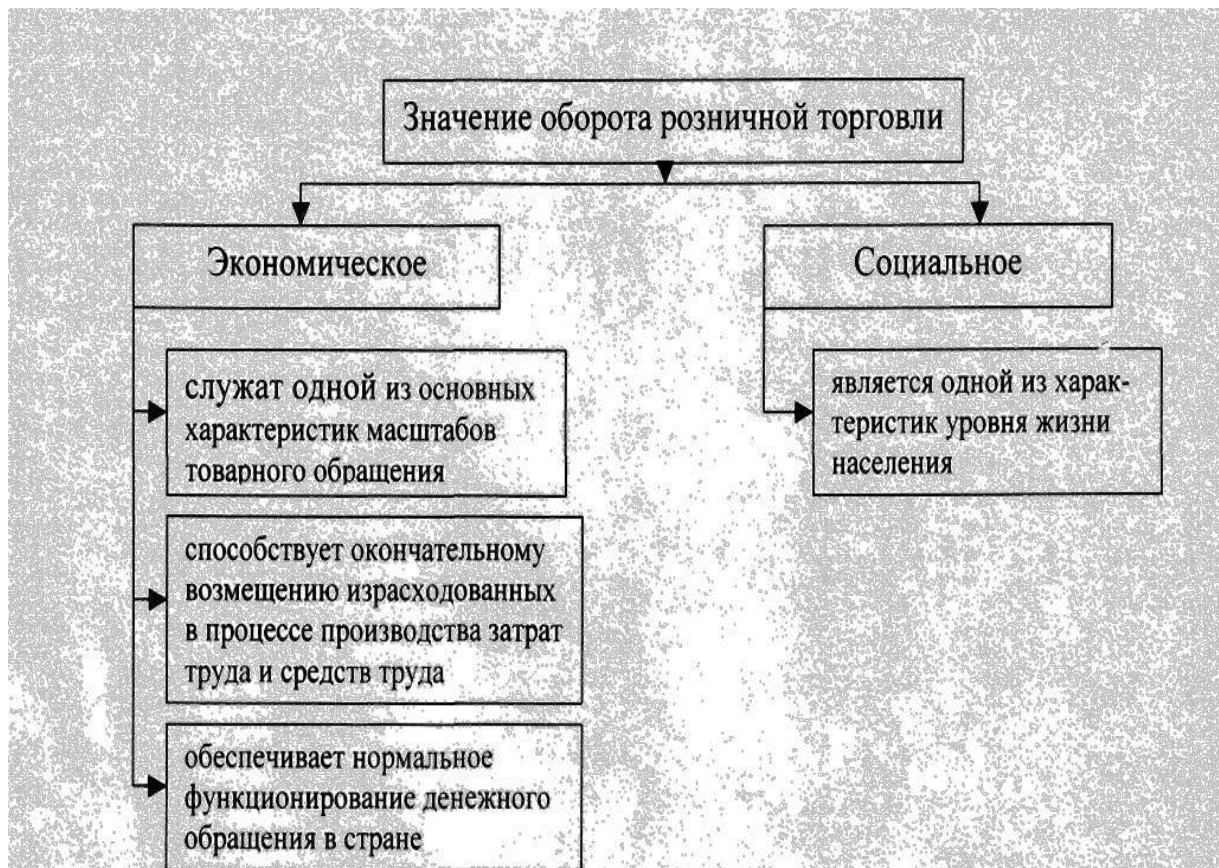 Значение оборота розничной торговли
Экономическое
Социальное
служат одной из основных
характеристик масштабов
товарного обращения
является одной из харак-
теристик уровня жизни
населения
способствует окончательному
возмещению израсходованных
в процессе производства затрат
труда и средств труда
обеспечивает нормальное
функционирование денежного
обращения в стране